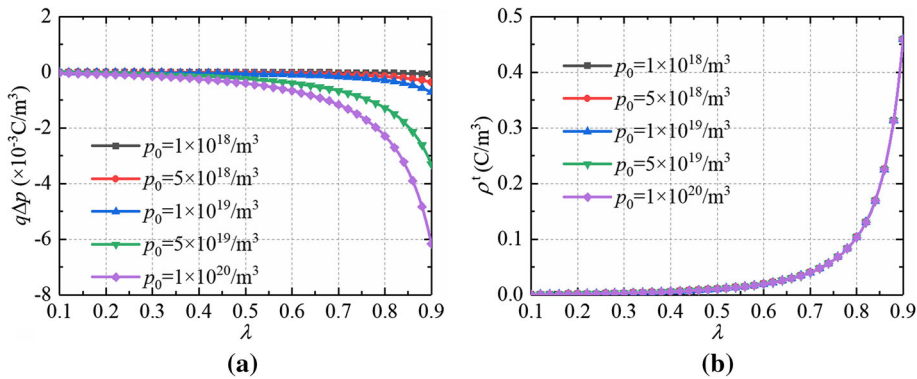 2
0
-2
-4
-6
-8
qΔp (×10⁻³C/m³)
p₀=1×10¹⁸/m³
p₀=5×10¹⁸/m³
p₀=1×10¹⁹/m³
p₀=5×10¹⁹/m³
p₀=1×10²⁰/m³
0.1 0.2 0.3 0.4 0.5 0.6 0.7 0.8 0.9
λ
(a)
0.5
0.4
0.3
0.2
0.1
0.0
ρᵗ (C/m³)
p₀=1×10¹⁸/m³
p₀=5×10¹⁸/m³
p₀=1×10¹⁹/m³
p₀=5×10¹⁹/m³
p₀=1×10²⁰/m³
0.1 0.2 0.3 0.4 0.5 0.6 0.7 0.8 0.9
λ
(b)